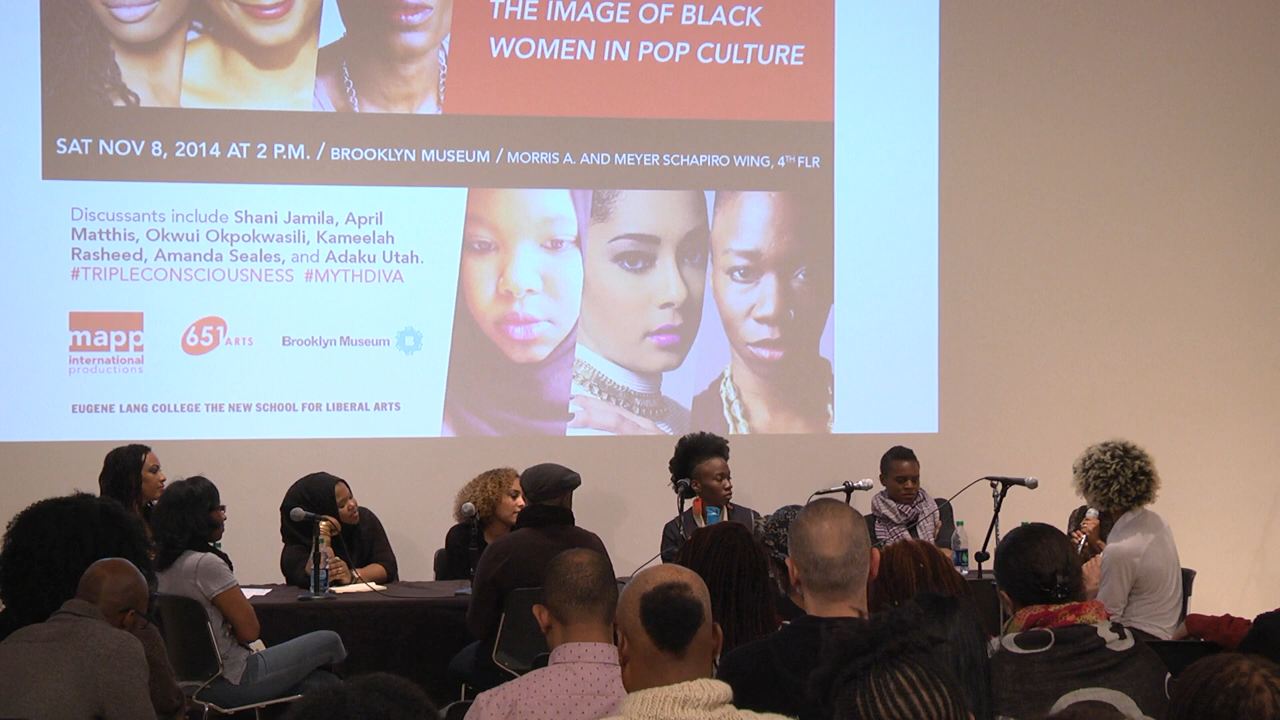 THE IMAGE OF BLACK
WOMEN IN POP CULTURE
SAT NOV 8, 2014 AT 2 P.M. / BROOKLYN MUSEUM / MORRIS A. AND MEYER SCHAPIRO WING, 4TH FLR
Discussants include Shani Jamila, April
Matthis, Okwui Okpokwasili, Kameelah
Rasheed, Amanda Seales, and Adaku Utah.
#TRIPLECONSCIOUSNESS #MYTHDIVA
mapp
international
productions
651 ARTS
Brooklyn Museum B
EUGENE LANG COLLEGE THE NEW SCHOOL FOR LIBERAL ARTS